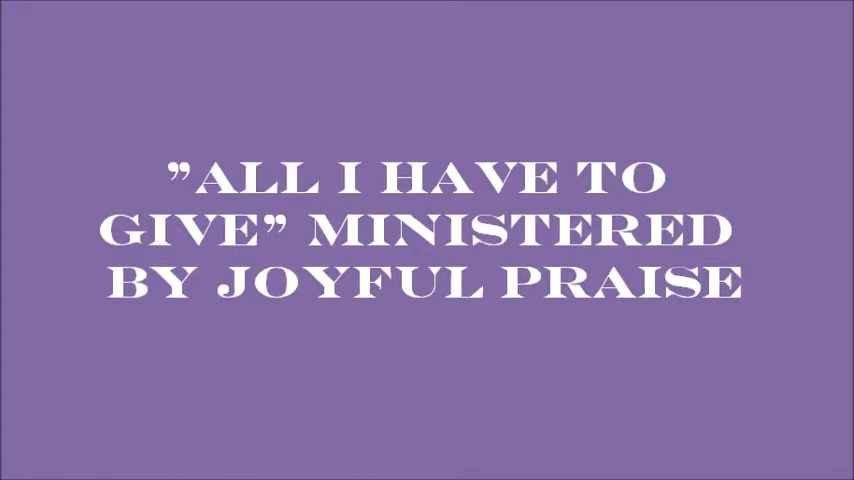 ”ALL I HAVE TO
GIVE” MINISTERED
BY JOYFUL PRAISE